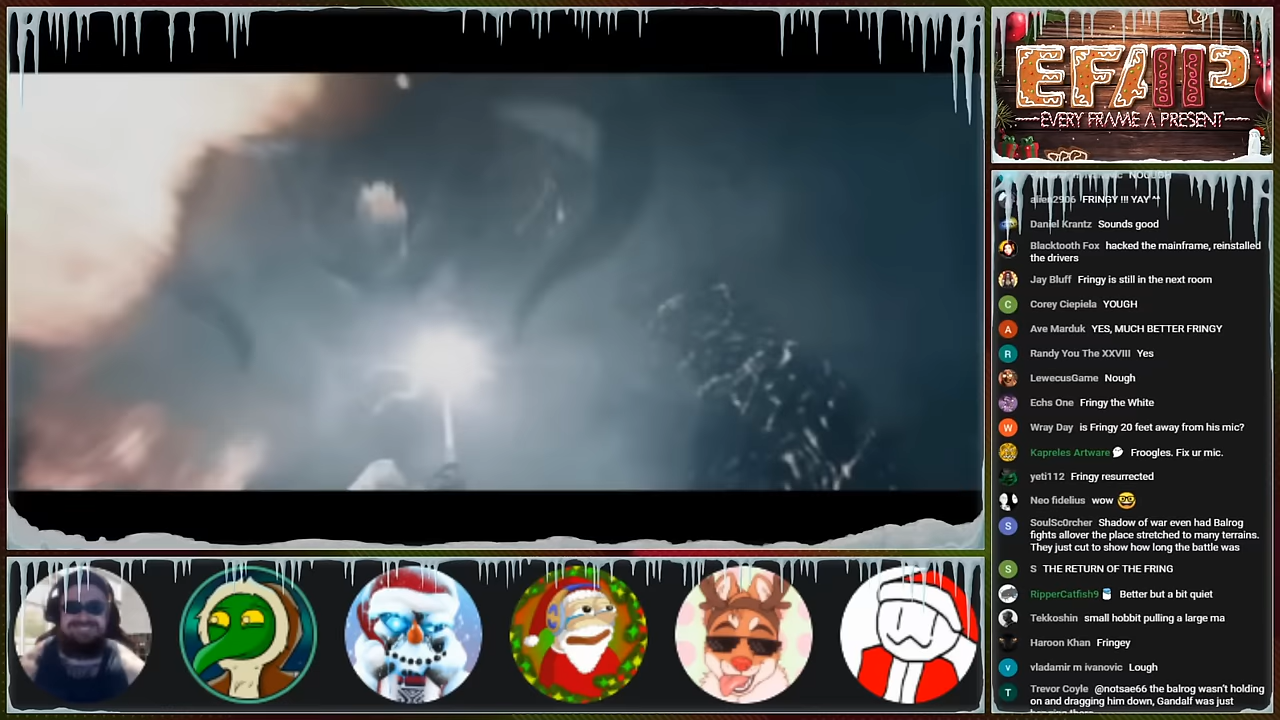 EFAP
EVERY FRAME A PRESENT
alien2906 FRINGY !!! YAY ^^
Daniel Krantz Sounds good
Blacktooth Fox hacked the mainframe, reinstalled
the drivers
Jay Bluff Fringy is still in the next room
C Corey Ciepiela YOUGH
A Ave Marduk YES, MUCH BETTER FRINGY
R Randy You The XXVIII Yes
LewecusGame Nough
Echs One Fringy the White
W Wray Day is Fringy 20 feet away from his mic?
Kapreles Artware Froogles. Fix ur mic.
yeti112 Fringy resurrected
Neo fidelius wow 🤓
S SoulSc0rcher Shadow of war even had Balrog
fights allover the place stretched to many terrains.
They just cut to show how long the battle was
S S THE RETURN OF THE FRING
RipperCatfish9 Better but a bit quiet
Tekkoshin small hobbit pulling a large ma
Haroon Khan Fringey
v vladamir m ivanovic Lough
T Trevor Coyle @notsae66 the balrog wasn't holding
on and dragging him down, Gandalf was just